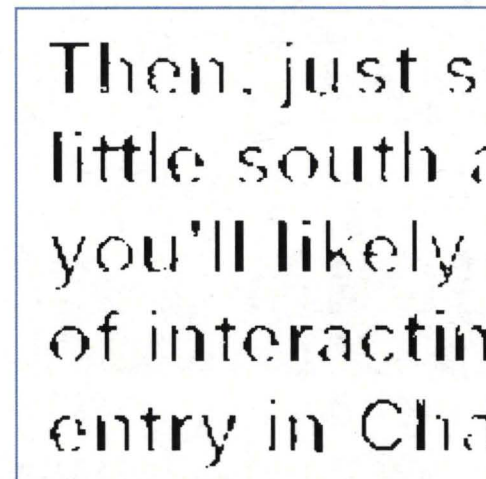 Then, just s
little south a
you'll likely
of interactin
entry in Cha